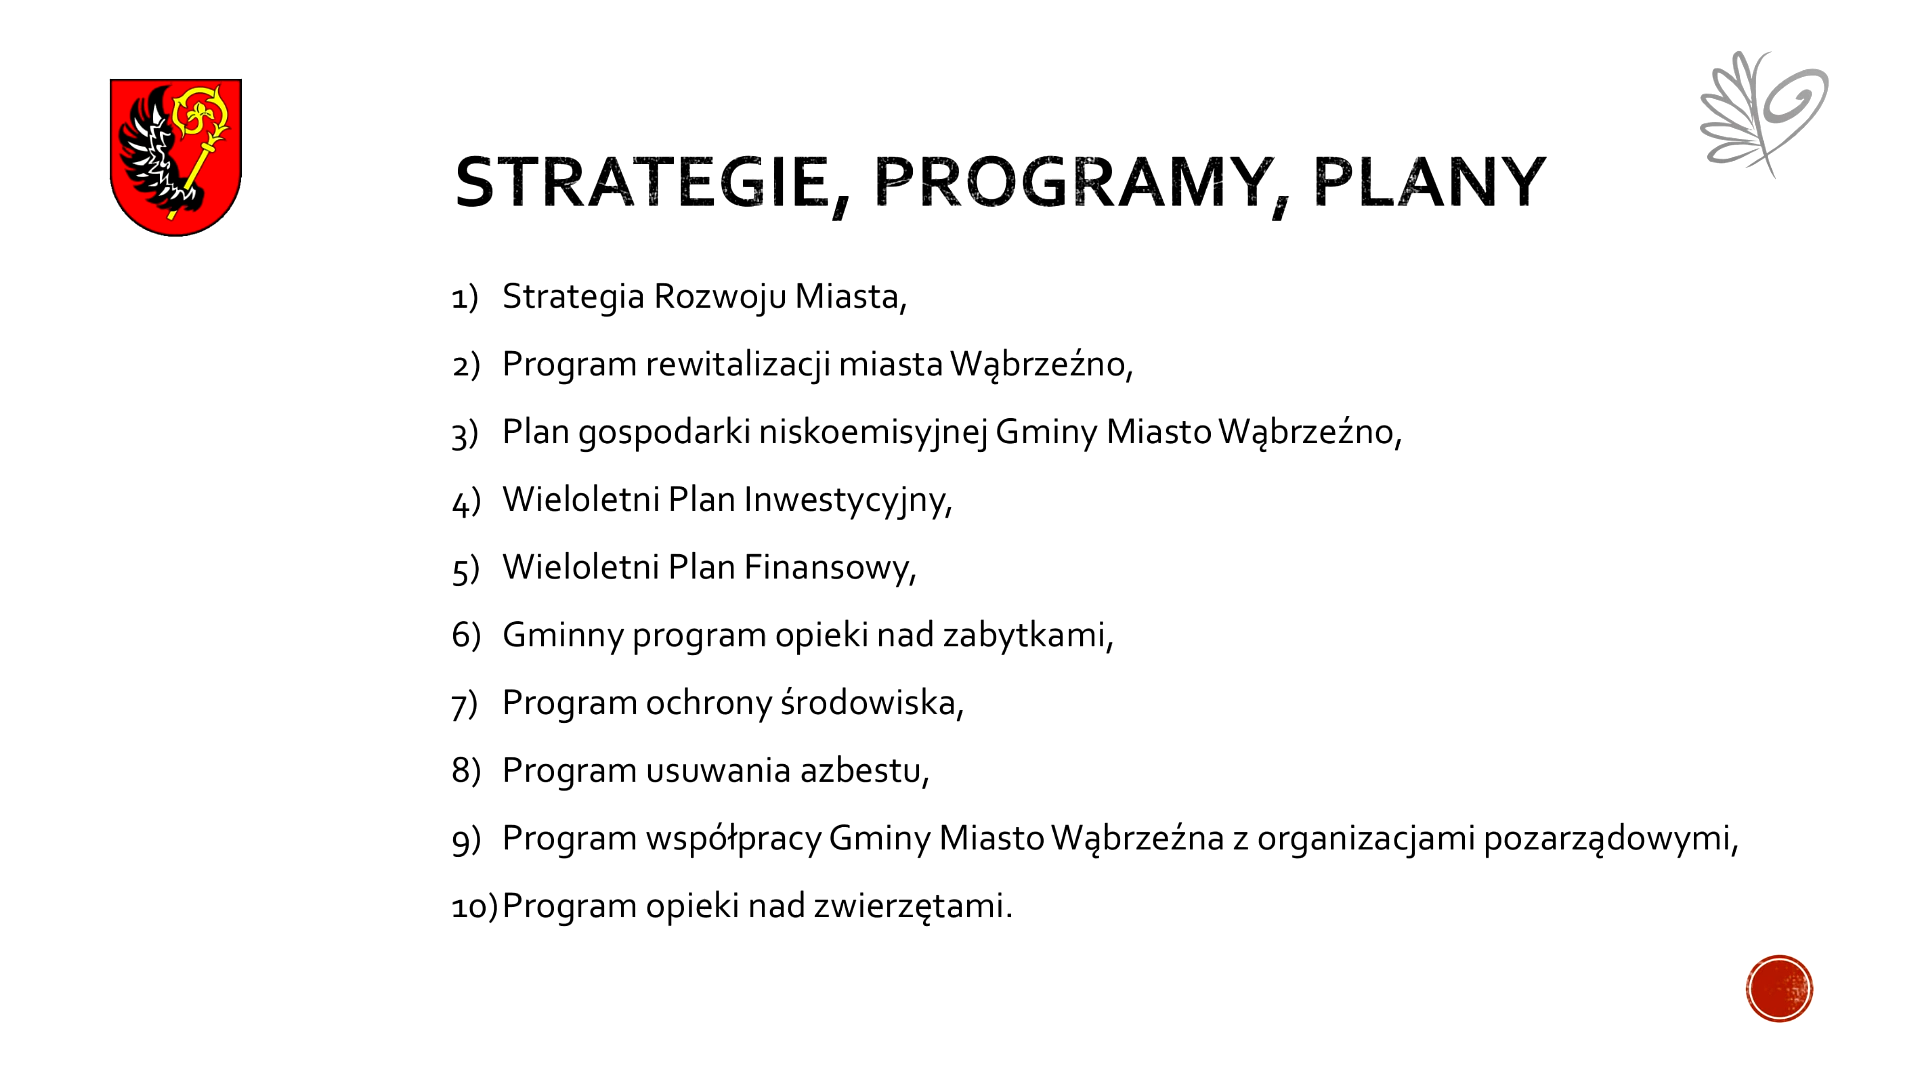 STRATEGIE, PROGRAMY, PLANY
1) Strategia Rozwoju Miasta,
2) Program rewitalizacji miasta Wąbrzeźno,
3) Plan gospodarki niskoemisyjnej Gminy Miasto Wąbrzeźno,
4) Wieloletni Plan Inwestycyjny,
5) Wieloletni Plan Finansowy,
6) Gminny program opieki nad zabytkami,
7) Program ochrony środowiska,
8) Program usuwania azbestu,
9) Program współpracy Gminy Miasto Wąbrzeźna z organizacjami pozarządowymi,
10) Program opieki nad zwierzętami.